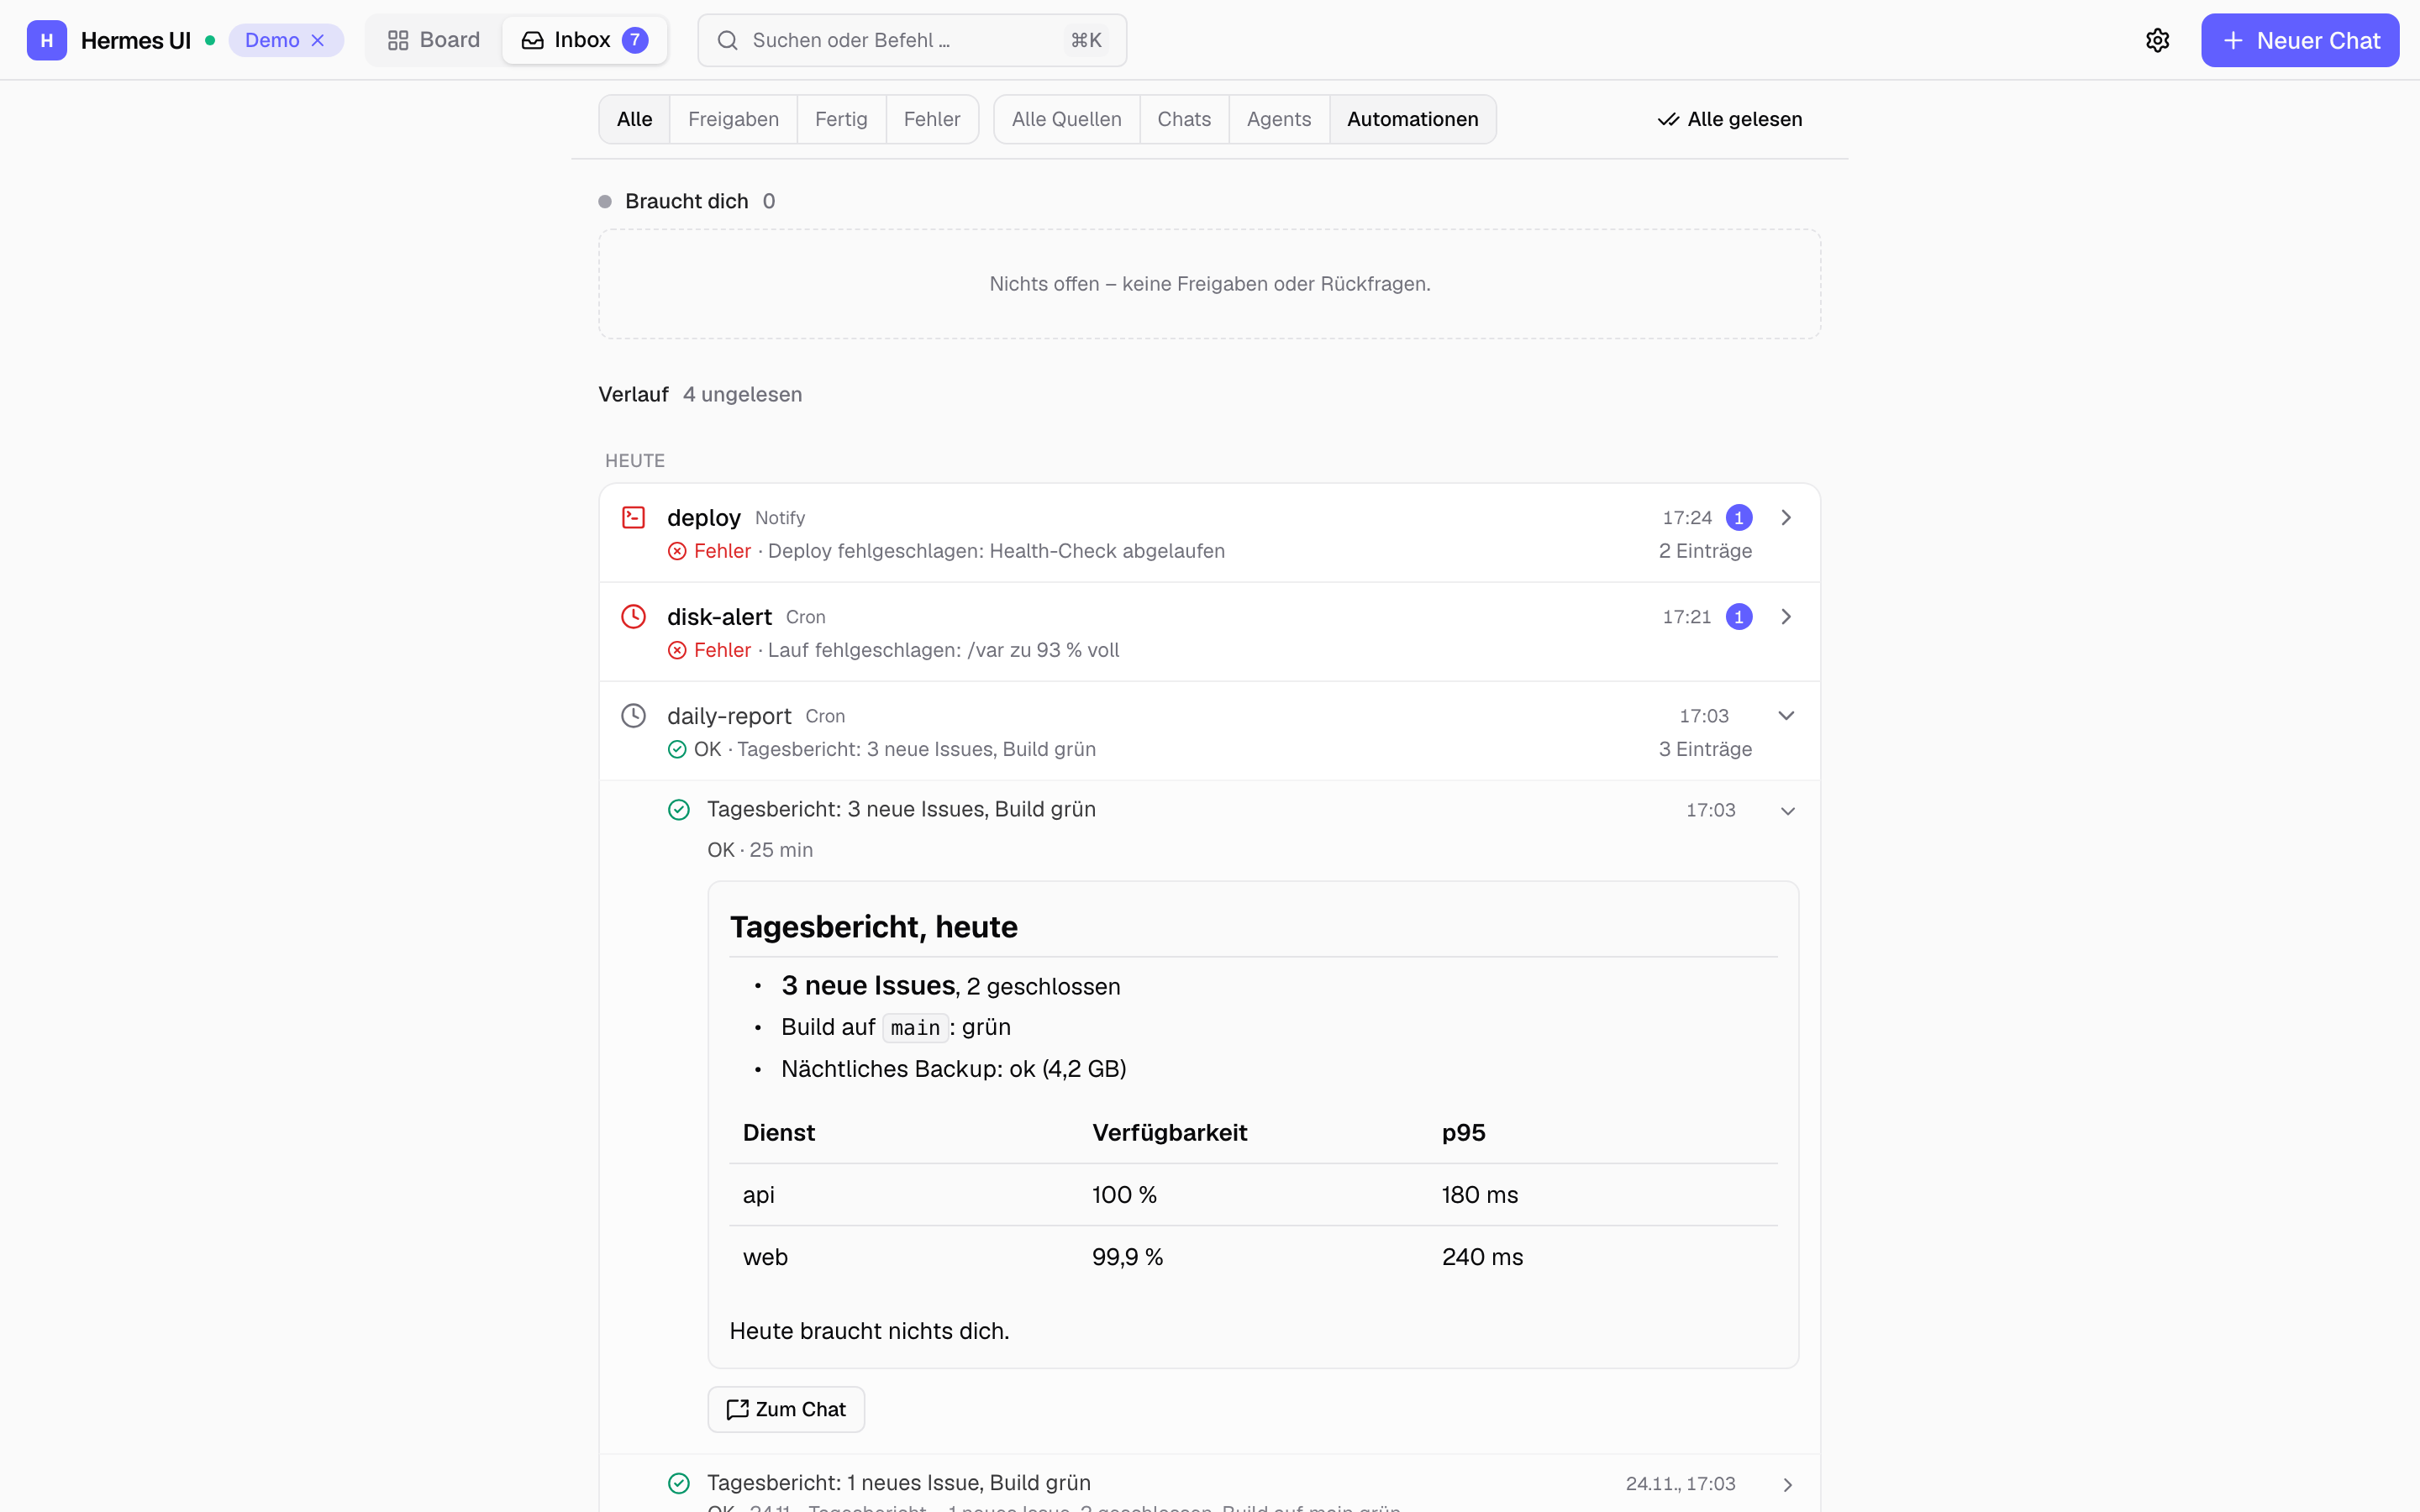 H Hermes UI Demo Board Inbox 7 Suchen oder Befehl … ⌘K Neuer Chat
Alle Freigaben Fertig Fehler Alle Quellen Chats Agents Automationen Alle gelesen
Braucht dich 0
Nichts offen – keine Freigaben oder Rückfragen.
Verlauf 4 ungelesen
HEUTE
deploy Notify 17:24 1
Fehler · Deploy fehlgeschlagen: Health-Check abgelaufen 2 Einträge
disk-alert Cron 17:21 1
Fehler · Lauf fehlgeschlagen: /var zu 93 % voll
daily-report Cron 17:03
OK · Tagesbericht: 3 neue Issues, Build grün 3 Einträge
Tagesbericht: 3 neue Issues, Build grün 17:03
OK · 25 min
Tagesbericht, heute
• 3 neue Issues, 2 geschlossen
• Build auf main: grün
• Nächtliches Backup: ok (4,2 GB)
Dienst Verfügbarkeit p95
api 100 % 180 ms
web 99,9 % 240 ms
Heute braucht nichts dich.
Zum Chat
Tagesbericht: 1 neues Issue, Build grün 24.11., 17:03